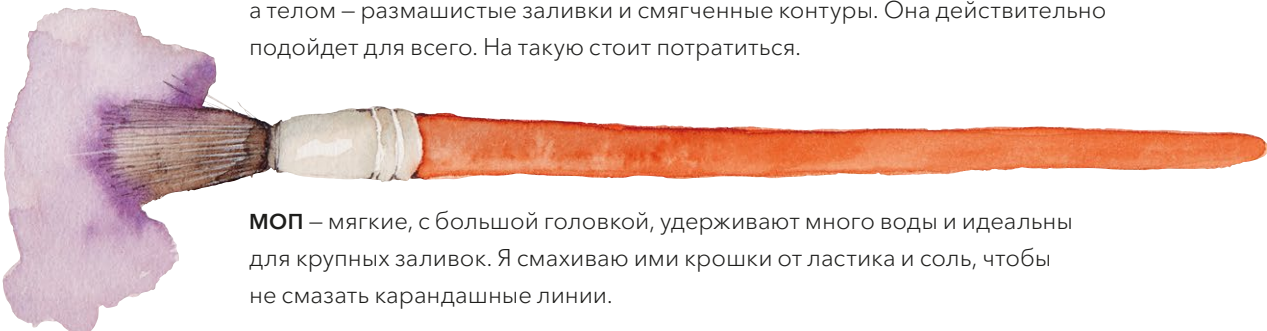 а телом — размашистые заливки и смягченные контуры. Она действительно
подойдет для всего. На такую стоит потратиться.
МОП — мягкие, с большой головкой, удерживают много воды и идеальны
для крупных заливок. Я смахиваю ими крошки от ластика и соль, чтобы
не смазать карандашные линии.